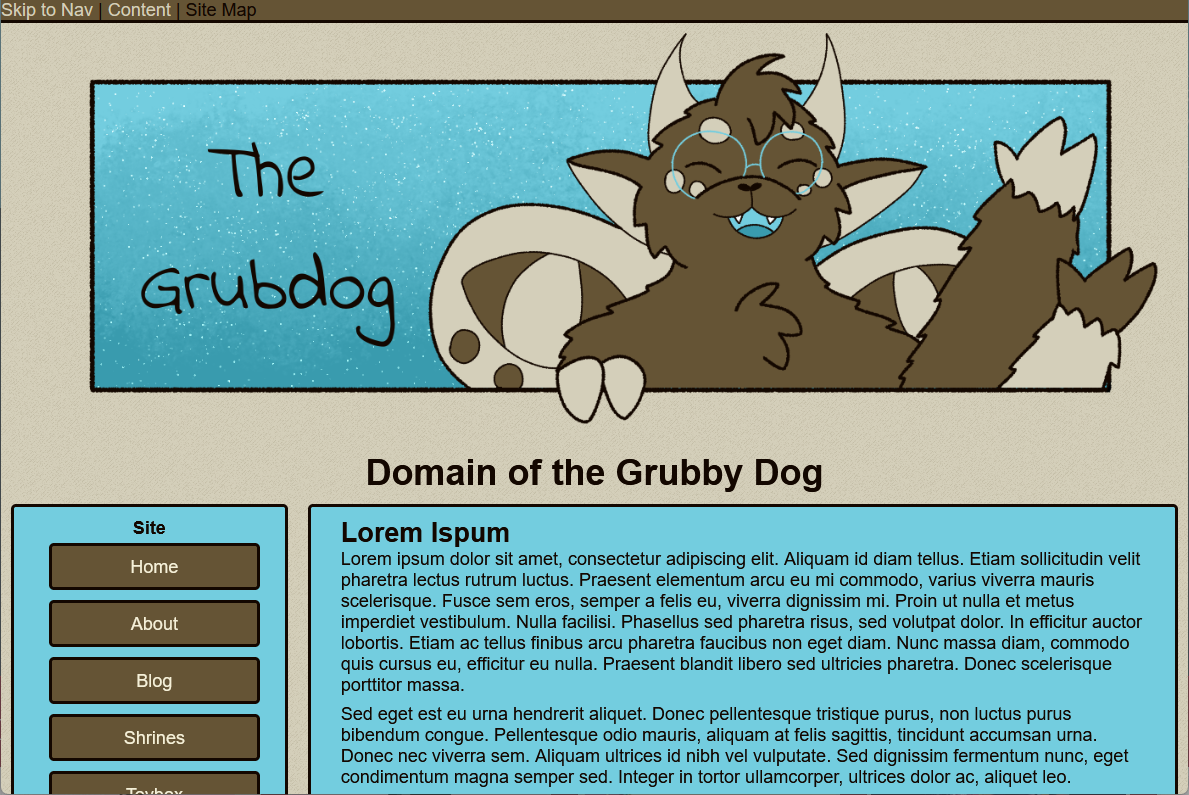 Skip to Nav | Content | Site Map
The
Grubdog
Domain of the Grubby Dog
Site
Home
About
Blog
Shrines
Toybox
Lorem Ispum
Lorem ipsum dolor sit amet, consectetur adipiscing elit. Aliquam id diam tellus. Etiam sollicitudin velit
pharetra lectus rutrum luctus. Praesent elementum arcu eu mi commodo, varius viverra mauris
scelerisque. Fusce sem eros, semper a felis eu, viverra dignissim mi. Proin ut nulla et metus
imperdiet vestibulum. Nulla facilisi. Phasellus sed pharetra risus, sed volutpat dolor. In efficitur auctor
lobortis. Etiam ac tellus finibus arcu pharetra faucibus non eget diam. Nunc massa diam, commodo
quis cursus eu, efficitur eu nulla. Praesent blandit libero sed ultricies pharetra. Donec scelerisque
porttitor massa.
Sed eget est eu urna hendrerit aliquet. Donec pellentesque tristique purus, non luctus purus
bibendum congue. Pellentesque odio mauris, aliquam at felis sagittis, tincidunt accumsan urna.
Donec nec viverra sem. Aliquam ultrices id nibh vel vulputate. Sed dignissim fermentum nunc, eget
condimentum magna semper sed. Integer in tortor ullamcorper, ultrices dolor ac, aliquet leo.